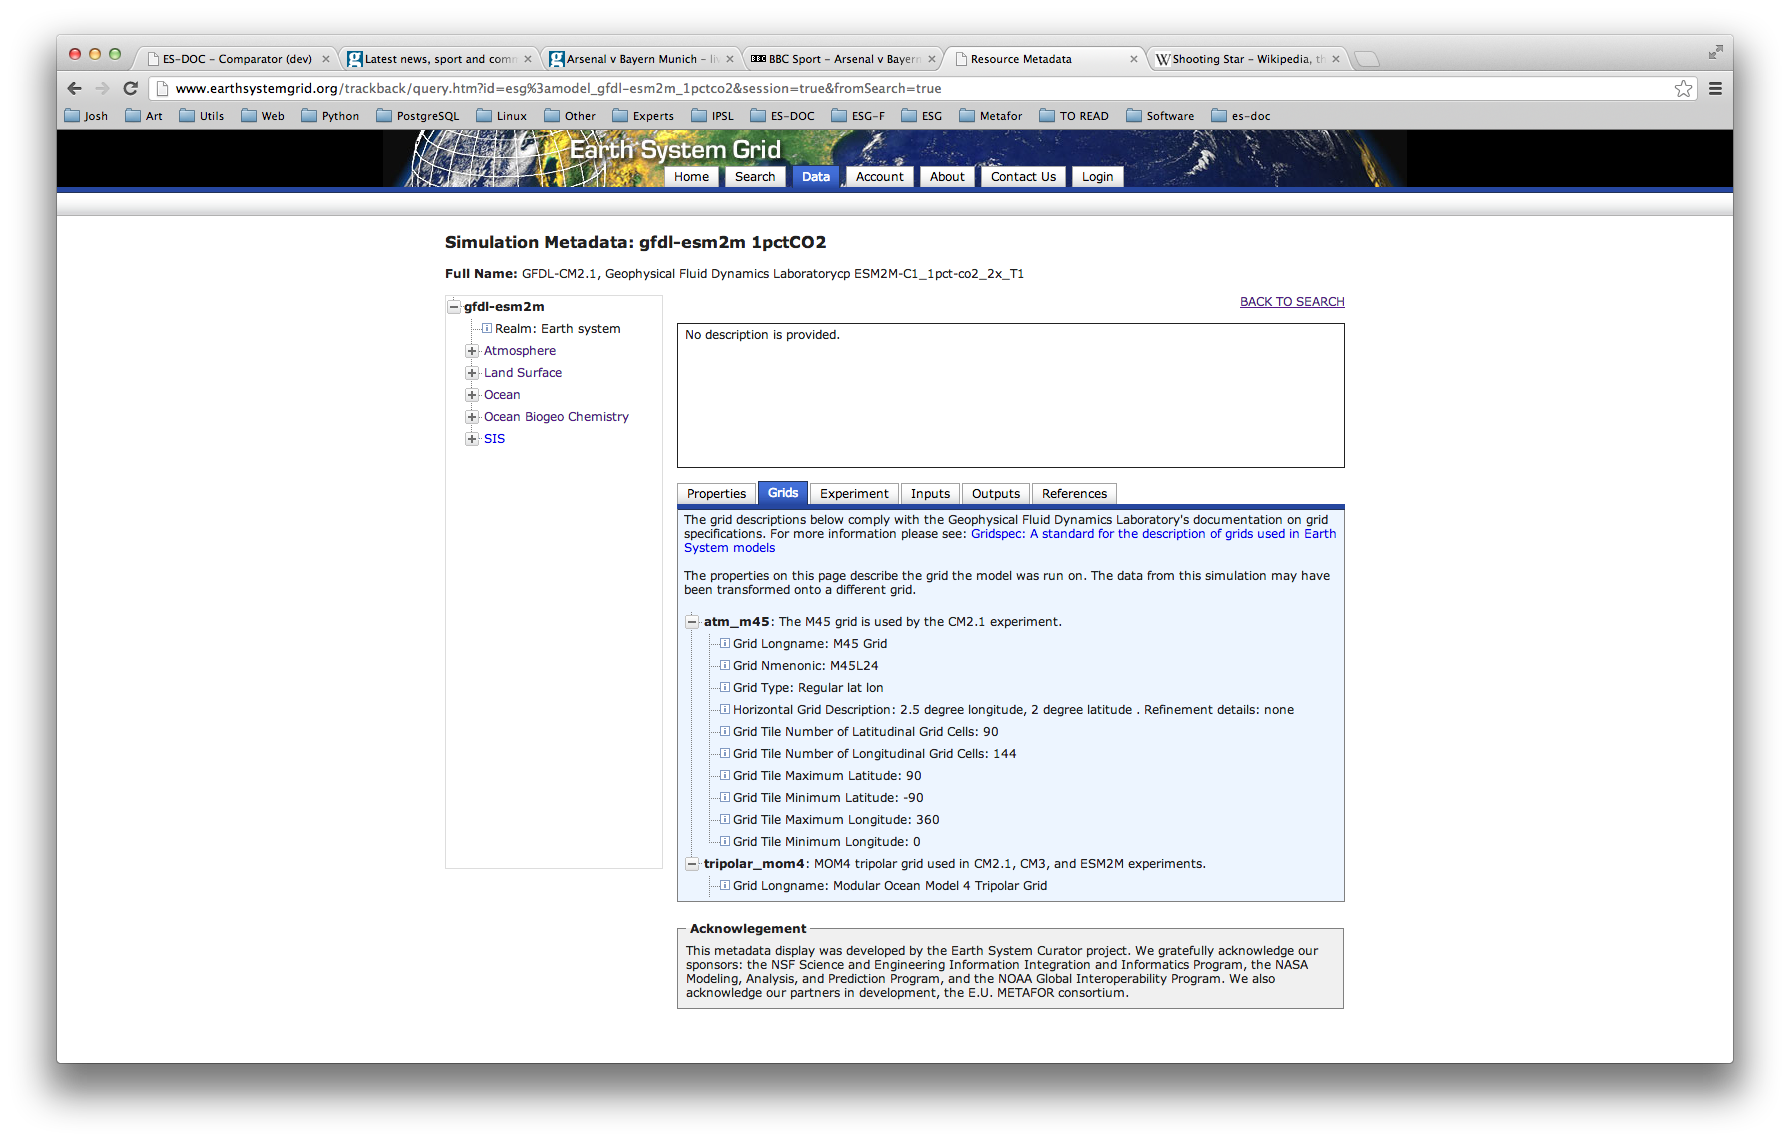 ES-DOC – Comparator (dev)
Latest news, sport and comm
Arsenal v Bayern Munich – li
BBC BBC Sport – Arsenal v Bayern
Resource Metadata
W Shooting Star – Wikipedia, th
www.earthsystemgrid.org/trackback/query.htm?id=esg%3amodel_gfdl-esm2m_1pctco2&session=true&fromSearch=true
Josh Art Utils Web Python PostgreSQL Linux Other Experts IPSL ES-DOC ESG-F ESG Metafor TO READ Software es-doc
Earth System Grid
Home Search Data Account About Contact Us Login
Simulation Metadata: gfdl-esm2m 1pctCO2
Full Name: GFDL-CM2.1, Geophysical Fluid Dynamics Laboratorycp ESM2M-C1_1pct-co2_2x_T1
gfdl-esm2m
Realm: Earth system
Atmosphere
Land Surface
Ocean
Ocean Biogeo Chemistry
SIS
BACK TO SEARCH
No description is provided.
Properties Grids Experiment Inputs Outputs References
The grid descriptions below comply with the Geophysical Fluid Dynamics Laboratory's documentation on grid
specifications. For more information please see: Gridspec: A standard for the description of grids used in Earth
System models
The properties on this page describe the grid the model was run on. The data from this simulation may have
been transformed onto a different grid.
atm_m45: The M45 grid is used by the CM2.1 experiment.
Grid Longname: M45 Grid
Grid Nmenonic: M45L24
Grid Type: Regular lat lon
Horizontal Grid Description: 2.5 degree longitude, 2 degree latitude . Refinement details: none
Grid Tile Number of Latitudinal Grid Cells: 90
Grid Tile Number of Longitudinal Grid Cells: 144
Grid Tile Maximum Latitude: 90
Grid Tile Minimum Latitude: -90
Grid Tile Maximum Longitude: 360
Grid Tile Minimum Longitude: 0
tripolar_mom4: MOM4 tripolar grid used in CM2.1, CM3, and ESM2M experiments.
Grid Longname: Modular Ocean Model 4 Tripolar Grid
Acknowlegement
This metadata display was developed by the Earth System Curator project. We gratefully acknowledge our
sponsors: the NSF Science and Engineering Information Integration and Informatics Program, the NASA
Modeling, Analysis, and Prediction Program, and the NOAA Global Interoperability Program. We also
acknowledge our partners in development, the E.U. METAFOR consortium.